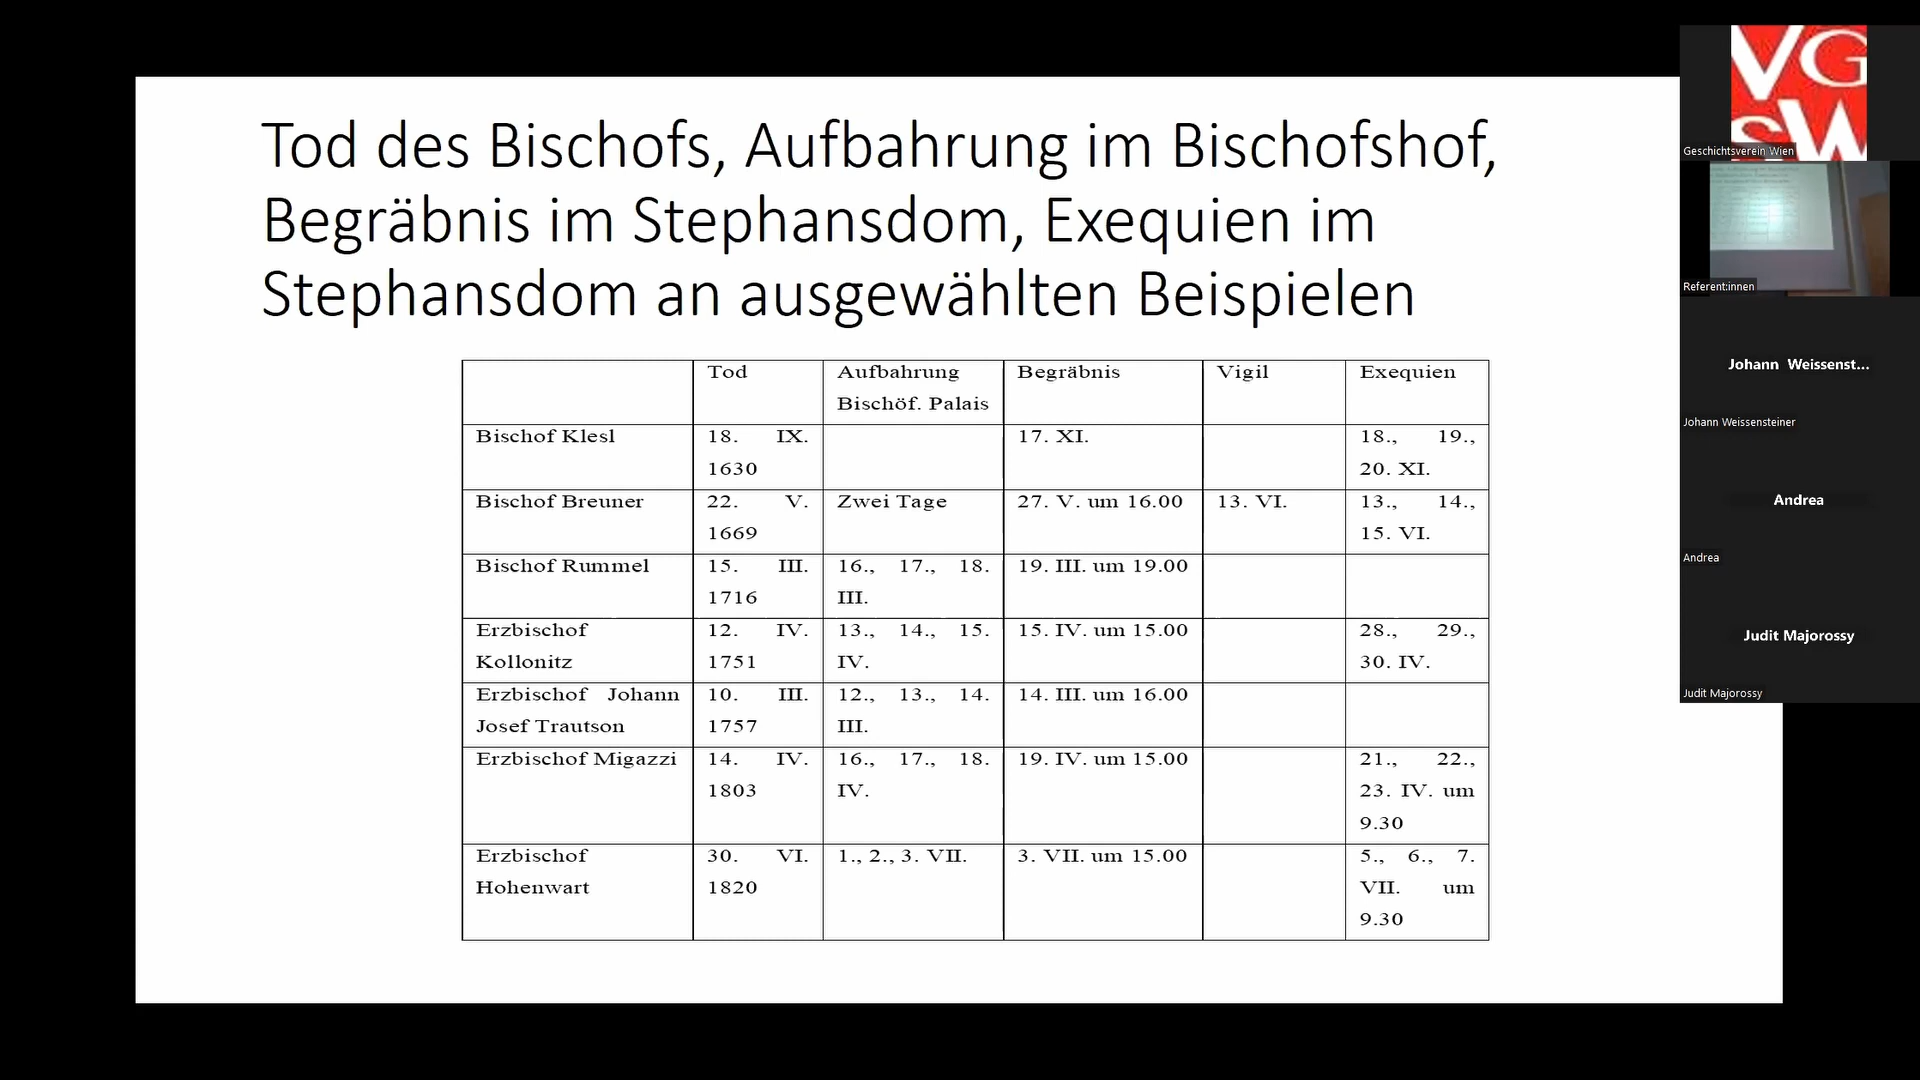 Tod des Bischofs, Aufbahrung im Bischofshof,
Begräbnis im Stephansdom, Exequien im
Stephansdom an ausgewählten Beispielen
Tod Aufbahrung Begräbnis Vigil Exequien
Bischöf. Palais
Bischof Klesl 18. IX. 17. XI. 18., 19.,
1630 20. XI.
Bischof Breuner 22. V. Zwei Tage 27. V. um 16.00 13. VI. 13., 14.,
1669 15. VI.
Bischof Rummel 15. III. 16., 17., 18. 19. III. um 19.00
1716 III.
Erzbischof 12. IV. 13., 14., 15. 15. IV. um 15.00 28., 29.,
Kollonitz 1751 IV. 30. IV.
Erzbischof Johann 10. III. 12., 13., 14. 14. III. um 16.00
Josef Trautson 1757 III.
Erzbischof Migazzi 14. IV. 16., 17., 18. 19. IV. um 15.00 21., 22.,
1803 IV. 23. IV. um
9.30
Erzbischof 30. VI. 1., 2., 3. VII. 3. VII. um 15.00 5., 6., 7.
Hohenwart 1820 VII. um
9.30
VG
SW
Geschichtsverein Wien
Referent:innen
Johann Weissenst...
Johann Weissensteiner
Andrea
Andrea
Judit Majorossy
Judit Majorossy